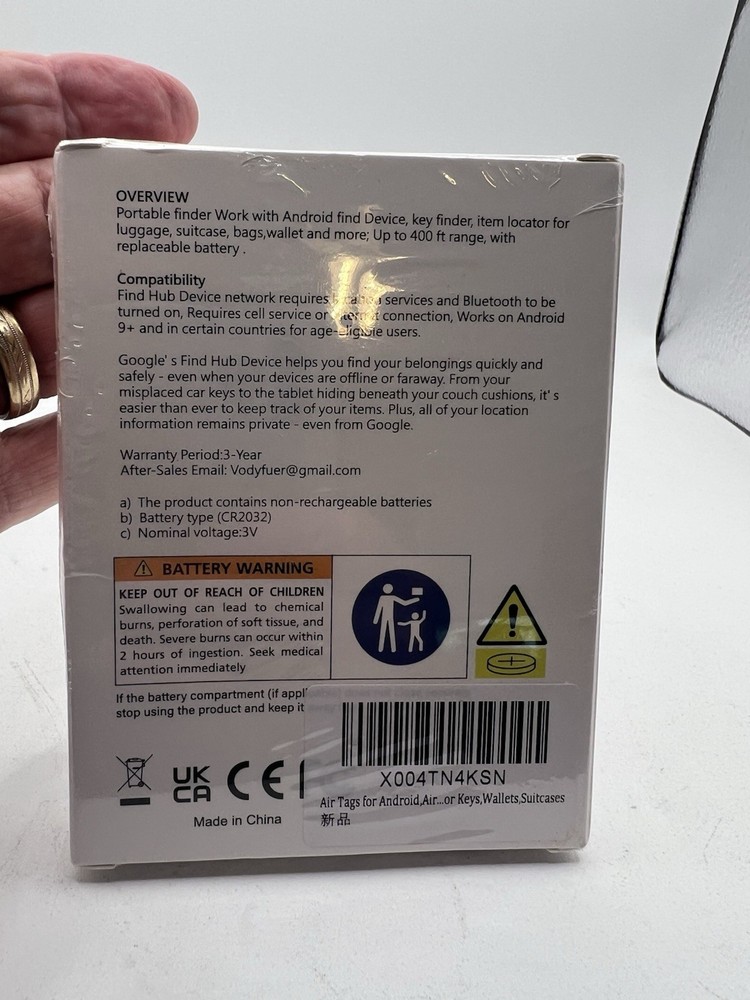 OVERVIEW
Portable finder Work with Android find Device, key finder, item locator for
luggage, suitcase, bags,wallet and more; Up to 400 ft range, with
replaceable battery .
Compatibility
Find Hub Device network requires location services and Bluetooth to be
turned on, Requires cell service or internet connection, Works on Android
9+ and in certain countries for age-eligible users.
Google' s Find Hub Device helps you find your belongings quickly and
safely - even when your devices are offline or faraway. From your
misplaced car keys to the tablet hiding beneath your couch cushions, it' s
easier than ever to keep track of your items. Plus, all of your location
information remains private - even from Google.
Warranty Period:3-Year
After-Sales Email: Vodyfuer@gmail.com
a) The product contains non-rechargeable batteries
b) Battery type (CR2032)
c) Nominal voltage:3V
BATTERY WARNING
KEEP OUT OF REACH OF CHILDREN
Swallowing can lead to chemical
burns, perforation of soft tissue, and
death. Severe burns can occur within
2 hours of ingestion. Seek medical
attention immediately
If the battery compartment (if
stop using the product and keep it
UK
CA
CE
Made in China
X004TN4KSN
Air Tags for Android,Air...or Keys,Wallets,Suitcases
新品